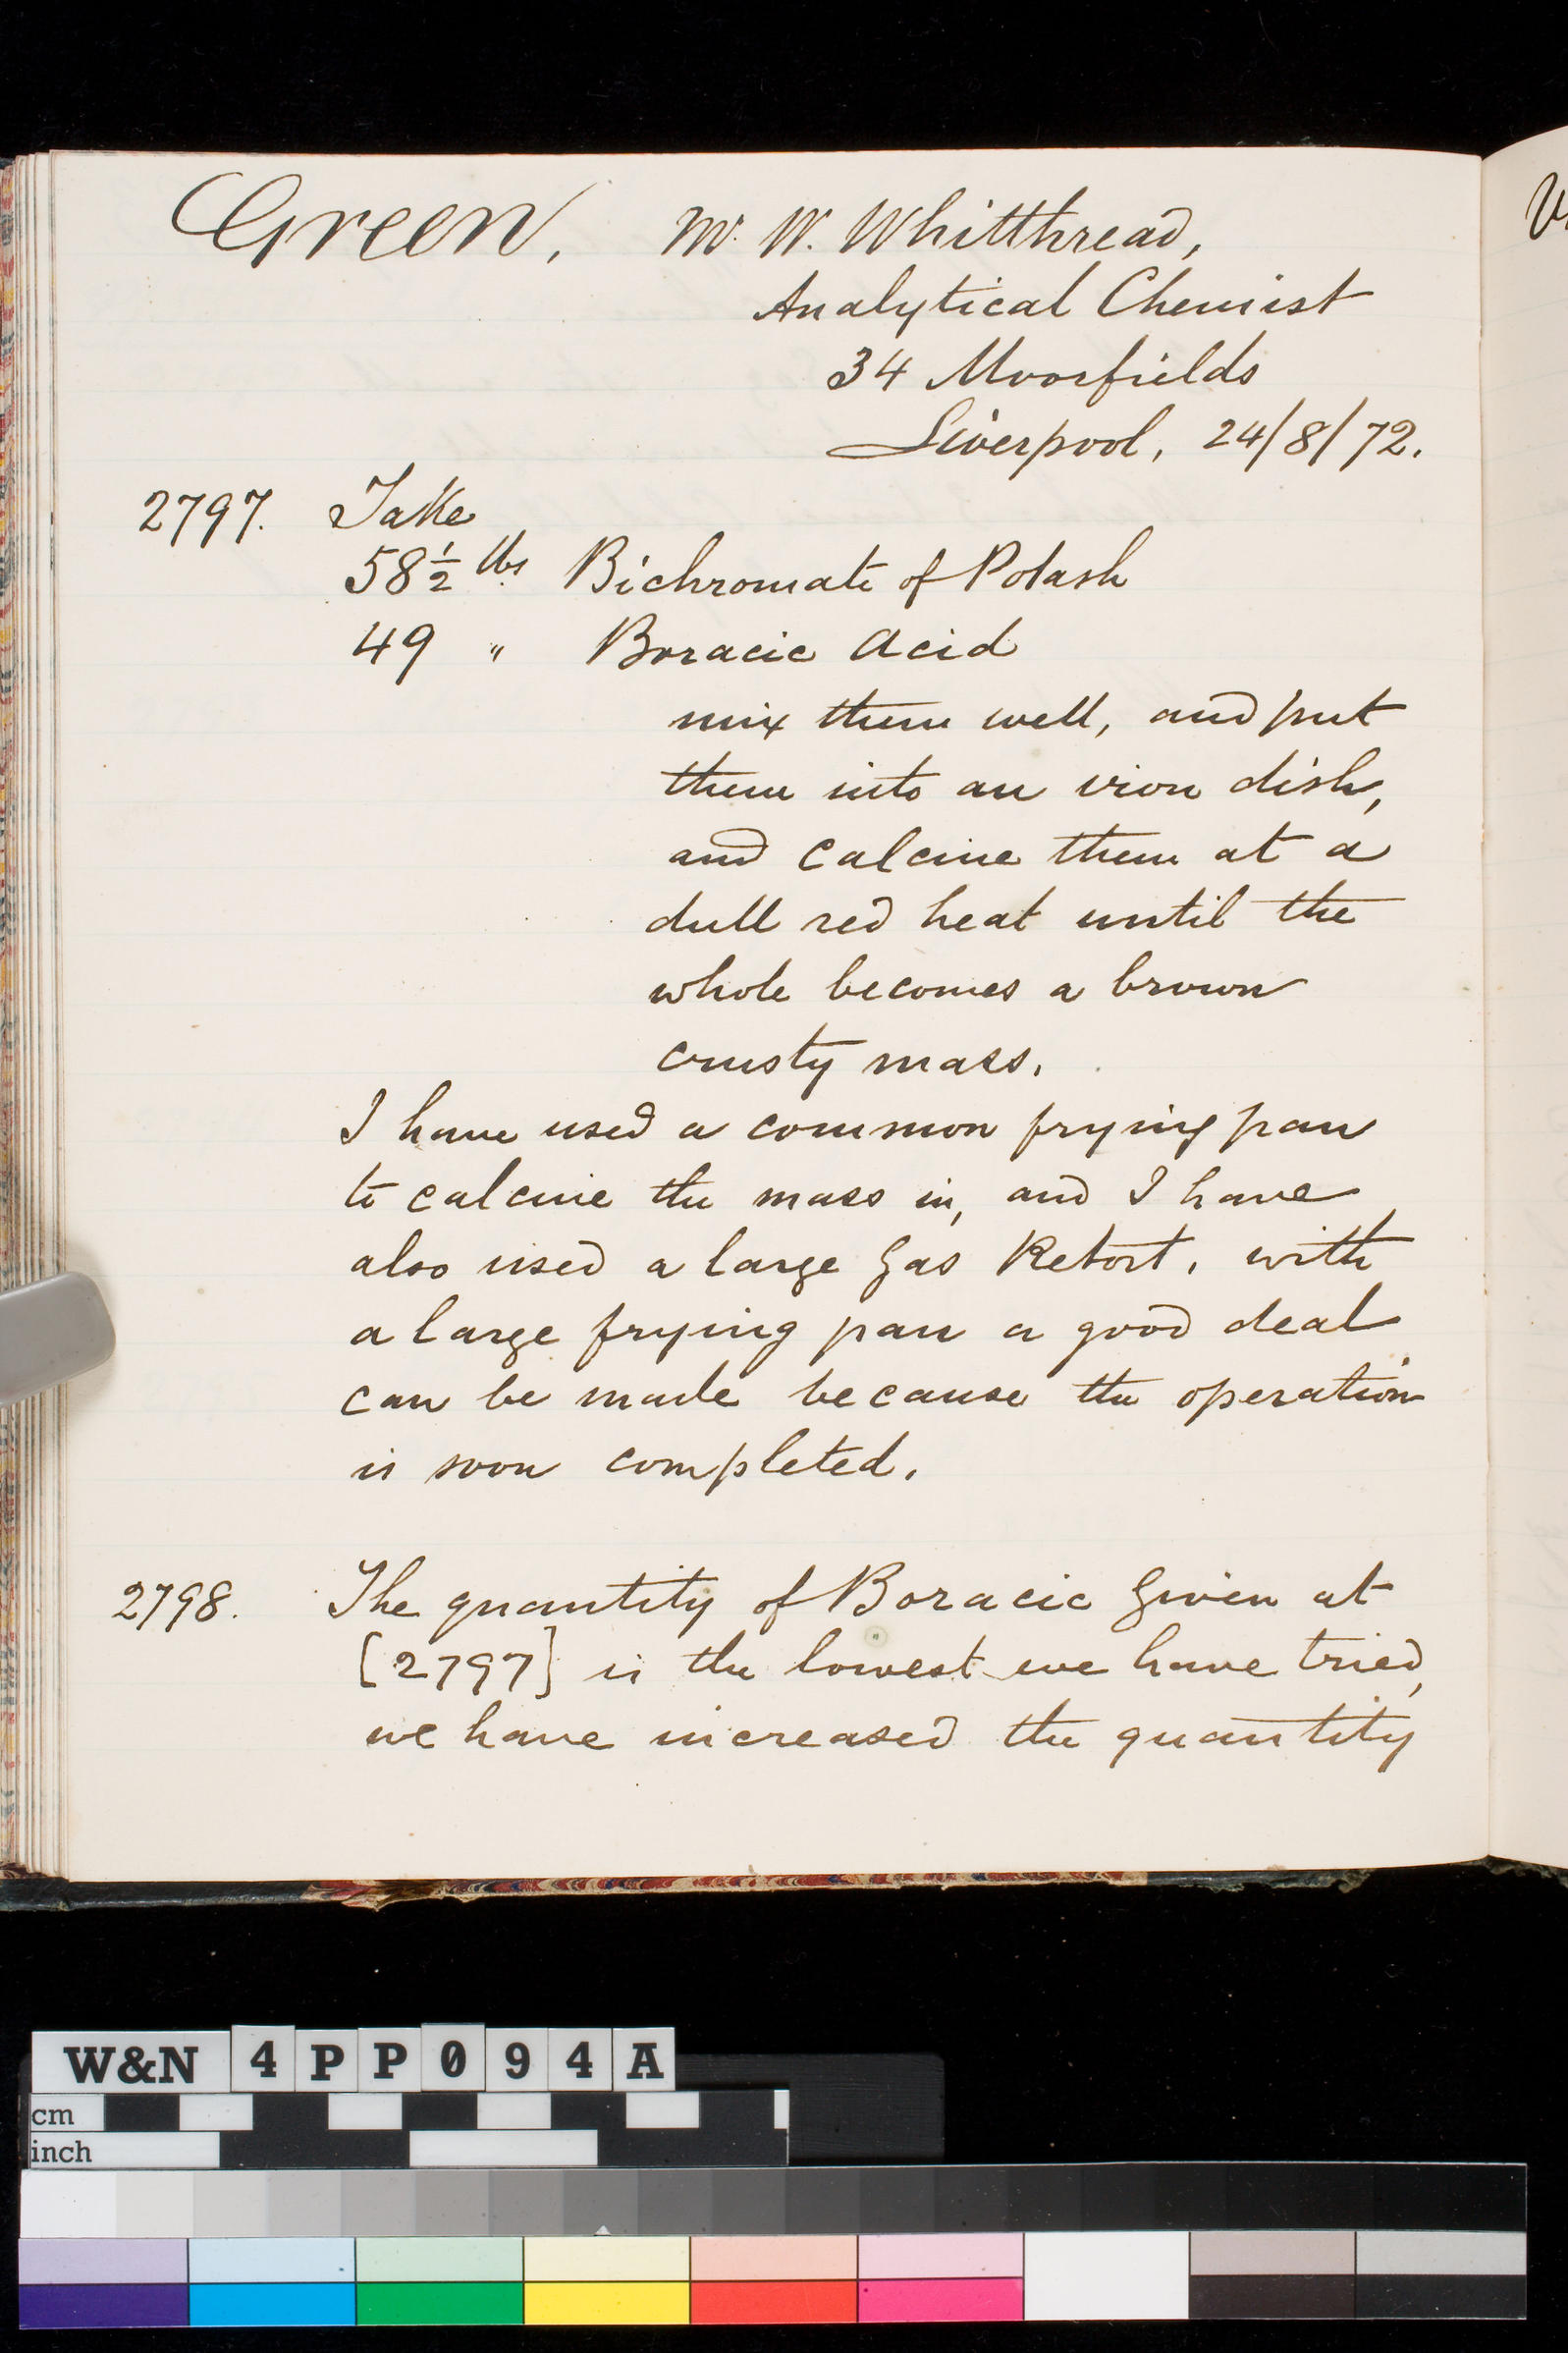 Green, Mr. W. Whitthread,
Analytical Chemist
34 Moorfields
Liverpool, 24/8/72.
2797. Take
58 1/2 lbs Bichromate of Potash
49 " Boracic Acid
mix them well, and put
them into an iron dish,
and calcine them at a
dull red heat until the
whole becomes a brown
crusty mass.
I have used a common frying pan
to calcine the mass in, and I have
also used a large Gas Retort, with
a large frying pan a good deal
can be made because the operation
is soon completed.
2798. The quantity of Boracic Given at
[2797] is the lowest we have tried,
we have increased the quantity
W&N 4PP094A
cm
inch